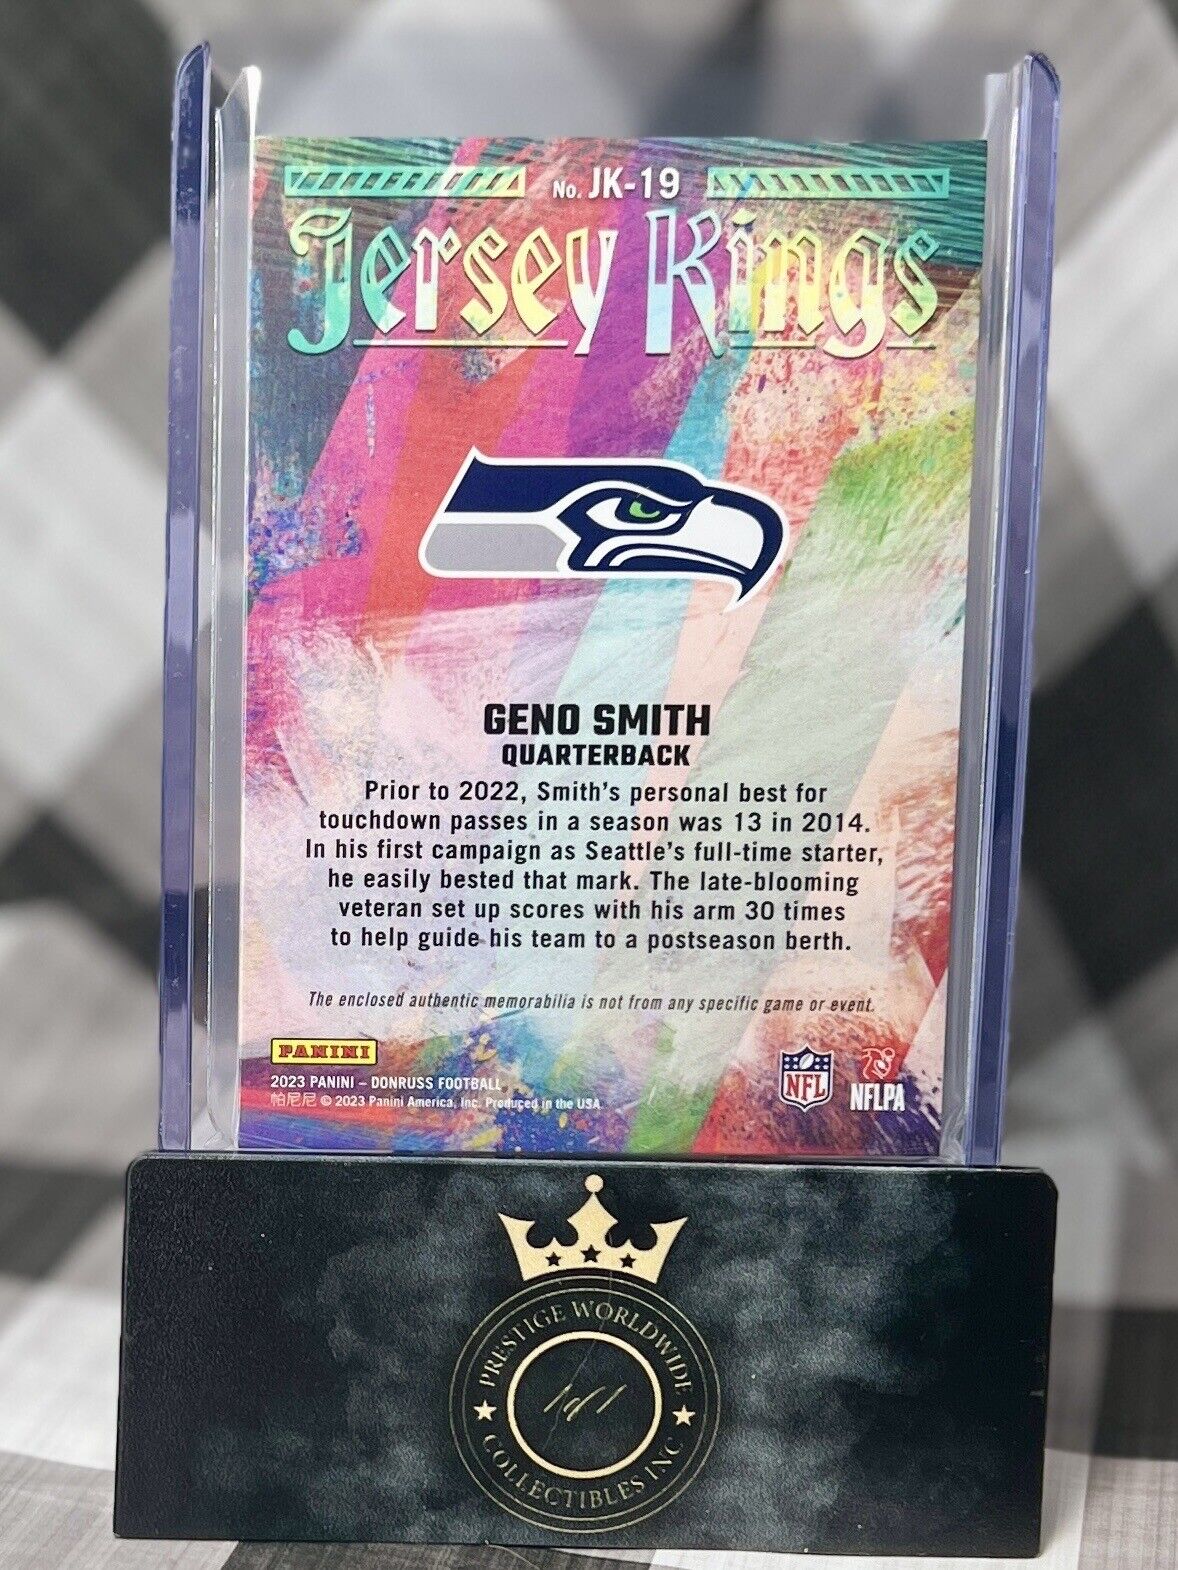 No. JK-19
Jersey Kings
GENO SMITH
QUARTERBACK
Prior to 2022, Smith's personal best for
touchdown passes in a season was 13 in 2014.
In his first campaign as Seattle's full-time starter,
he easily bested that mark. The late-blooming
veteran set up scores with his arm 30 times
to help guide his team to a postseason berth.
The enclosed authentic memorabilia is not from any specific game or event.
PANINI
2023 PANINI – DONRUSS FOOTBALL
帕尼尼 © 2023 Panini America, Inc. Produced in the USA.
NFL
NFLPA
PRESTIGE WORLDWIDE
1of1
COLLECTIBLES INC